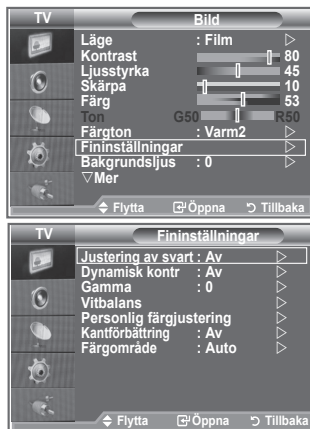 TV Bild
Läge : Film
Kontrast 80
Ljusstyrka 45
Skärpa 10
Färg 53
Ton G50 R50
Färgton : Varm2
Fininställningar
Bakgrundsljus : 0
▽Mer
Flytta Öppna Tillbaka
TV Fininställningar
Justering av svart : Av
Dynamisk kontr : Av
Gamma : 0
Vitbalans
Personlig färgjustering
Kantförbättring : Av
Färgområde : Auto
Flytta Öppna Tillbaka